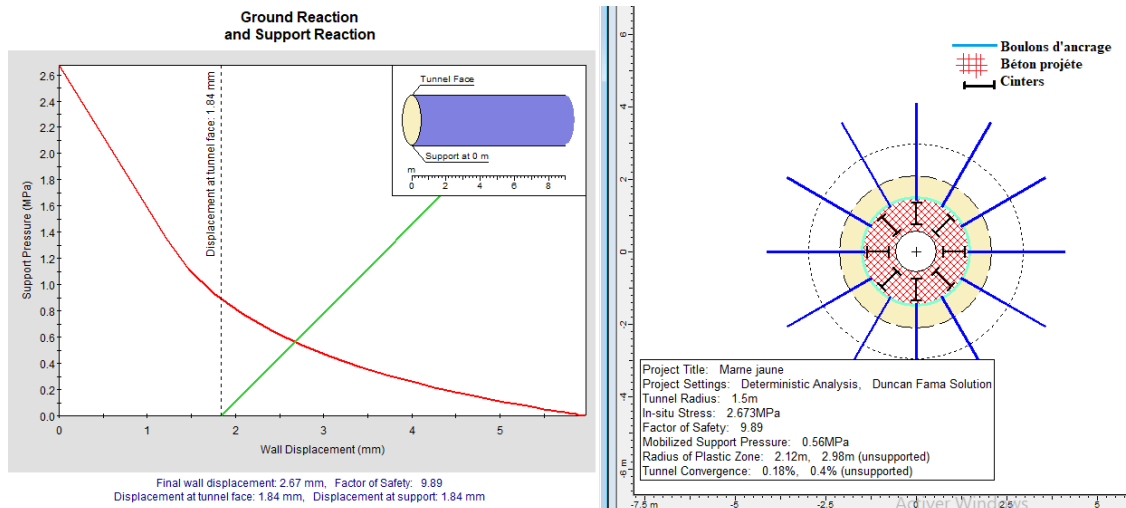 Ground Reaction
and Support Reaction
Support Pressure (MPa)
2.6
2.4
2.2
2.0
1.8
1.6
1.4
1.2
1.0
0.8
0.6
0.4
0.2
0.0
Displacement at tunnel face: 1.84 mm
Tunnel Face
Support at 0 m
m
0 2 4 6 8
0 1 2 3 4 5
Wall Displacement (mm)
Final wall displacement: 2.67 mm, Factor of Safety: 9.89
Displacement at tunnel face: 1.84 mm, Displacement at support: 1.84 mm
Boulons d'ancrage
Béton projéte
Cinters
6
4
2
0
-2
-6 m
Project Title: Marne jaune
Project Settings: Deterministic Analysis, Duncan Fama Solution
Tunnel Radius: 1.5m
In-situ Stress: 2.673MPa
Factor of Safety: 9.89
Mobilized Support Pressure: 0.56MPa
Radius of Plastic Zone: 2.12m, 2.98m (unsupported)
Tunnel Convergence: 0.18%, 0.4% (unsupported)
Activer Windows
-7.5 m -5 -2.5 0 2.5 5